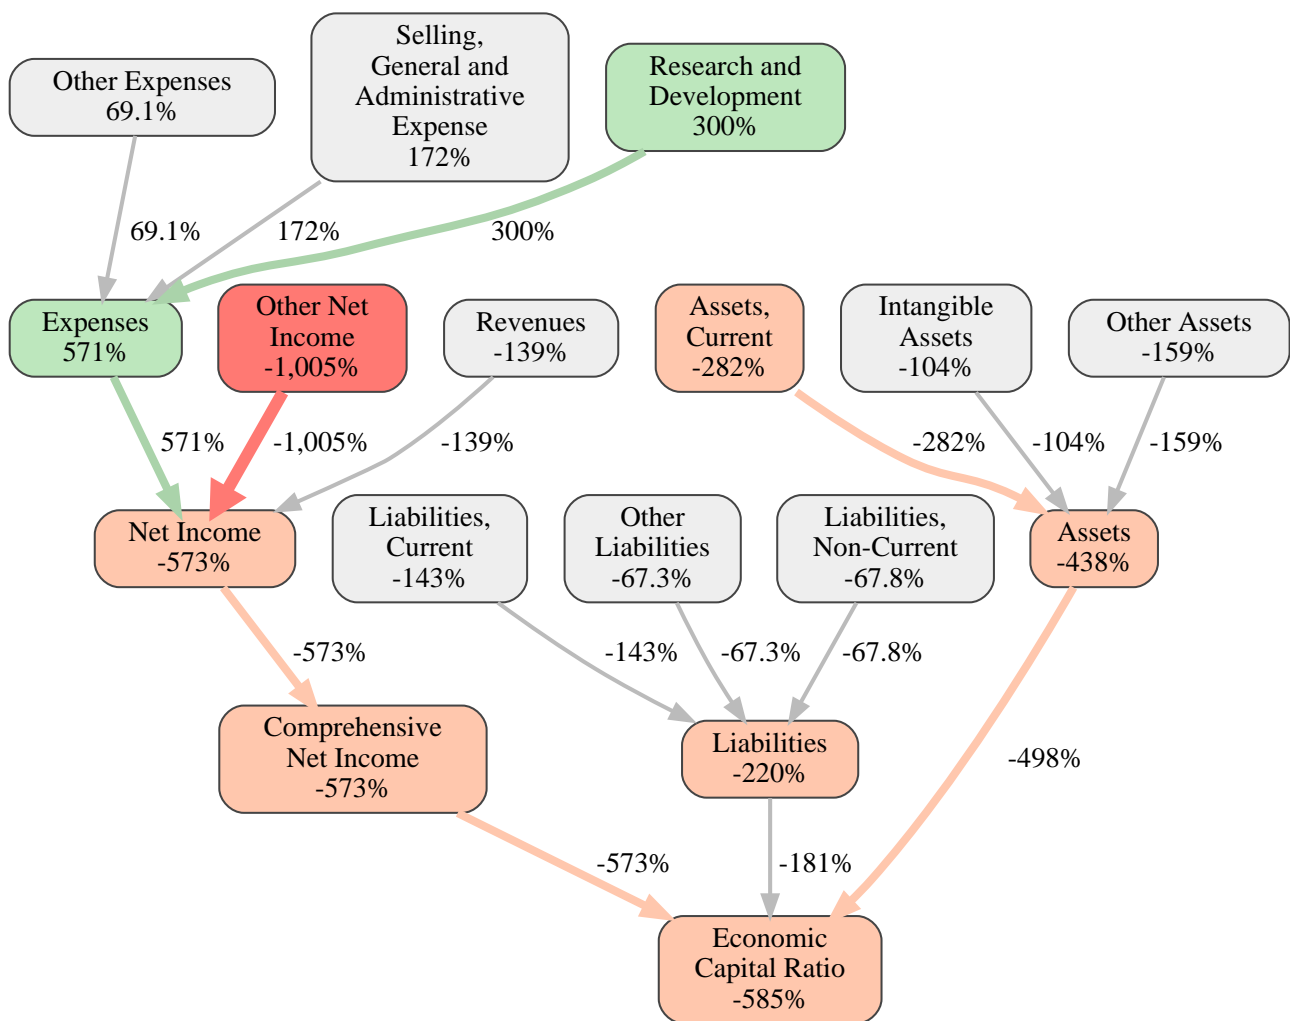 Selling,
General and
Administrative
Expense
172%
Other Expenses
69.1%
Research and
Development
300%
69.1%
172%
300%
Expenses
571%
Other Net
Income
-1,005%
Revenues
-139%
Assets,
Current
-282%
Intangible
Assets
-104%
Other Assets
-159%
571%
-1,005%
-139%
-282%
-104%
-159%
Net Income
-573%
Liabilities,
Current
-143%
Other
Liabilities
-67.3%
Liabilities,
Non-Current
-67.8%
Assets
-438%
-573%
-143%
-67.3%
-67.8%
Comprehensive
Net Income
-573%
Liabilities
-220%
-498%
-573%
-181%
Economic
Capital Ratio
-585%